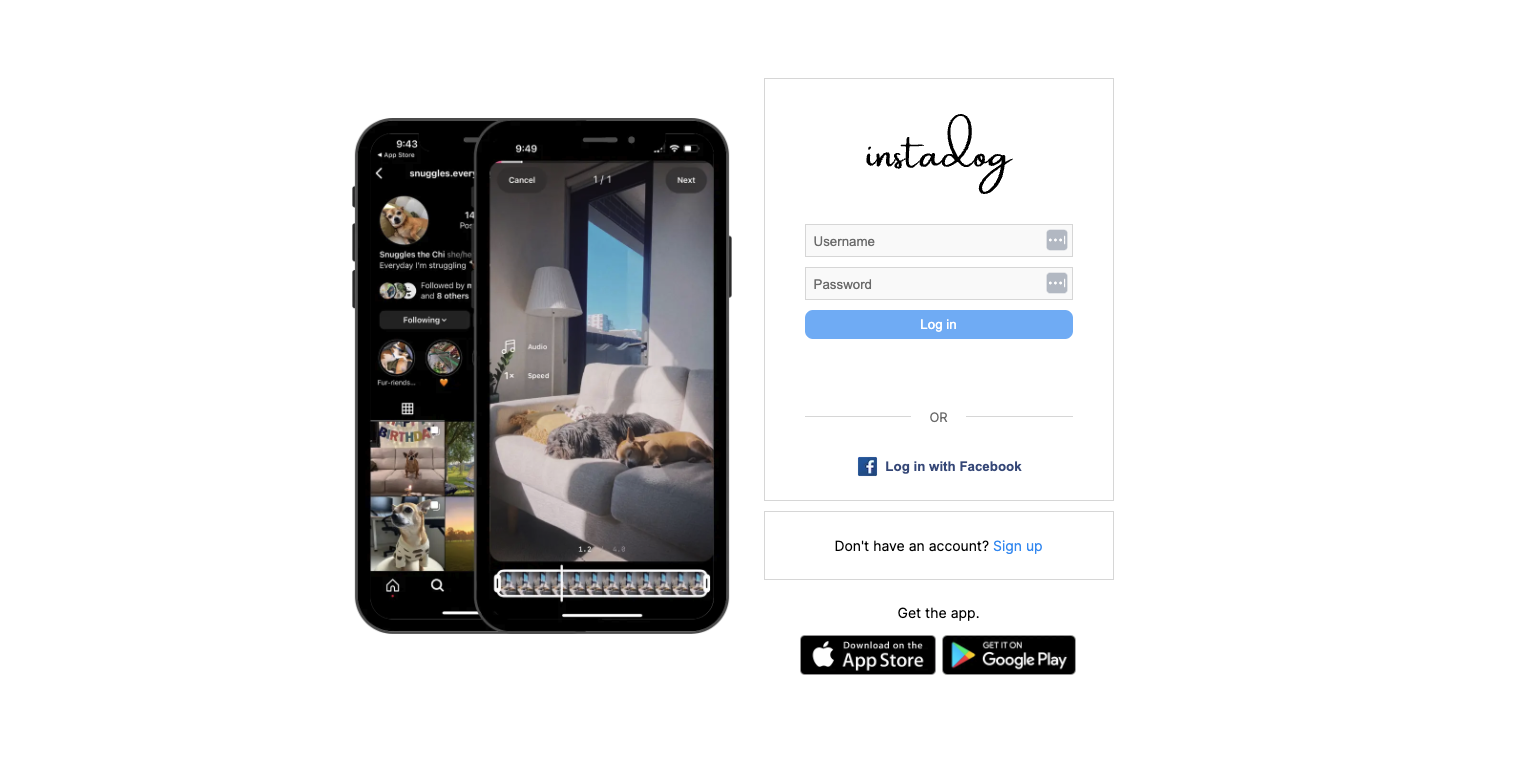 9:43
App Store
snuggles.ever
14
Pos
Snuggles the Chi she/he
Everyday I'm struggling
Followed by
and 8 others
Following
Fur-riends...
BIRTHDA
9:49
Cancel
1 / 1
Next
Audio
1×
Speed
1.2
4.0
instadog
Username
Password
Log in
OR
f Log in with Facebook
Don't have an account? Sign up
Get the app.
Download on the
App Store
GET IT ON
Google Play